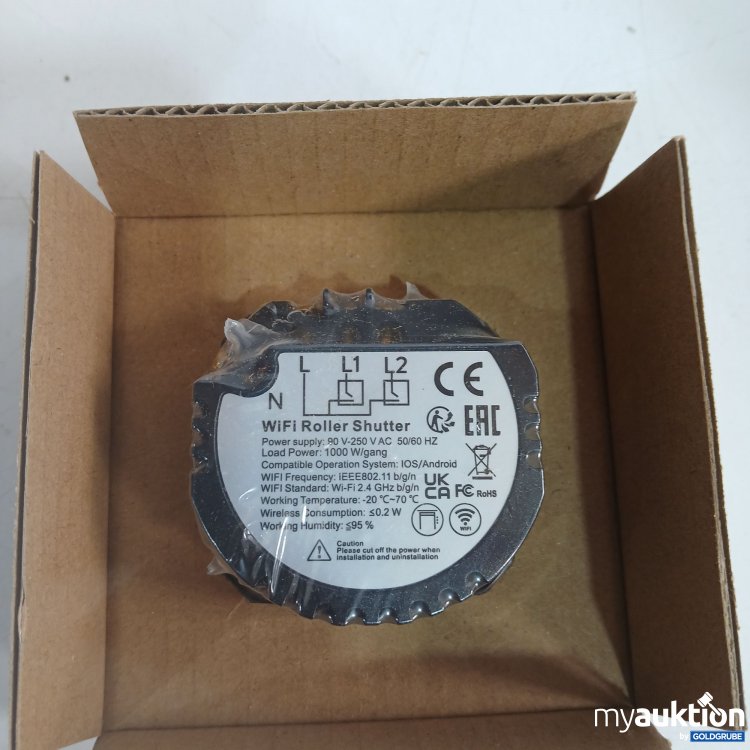 L L1 L2
N
CE
EAC
WiFi Roller Shutter
Power supply: 90 V-250 V AC 50/60 HZ
Load Power: 1000 W/gang
Compatible Operation System: IOS/Android
WIFI Frequency: IEEE802.11 b/g/n
WIFI Standard: Wi-Fi 2.4 GHz b/g/n
Working Temperature: -20 ℃~70 ℃
Wireless Consumption: ≤0.2 W
Working Humidity: ≤95 %
UK
CA FC RoHS
WIFI
Caution
Please cut off the power when
installation and uninstallation
myauktion
by GOLDGRUBE